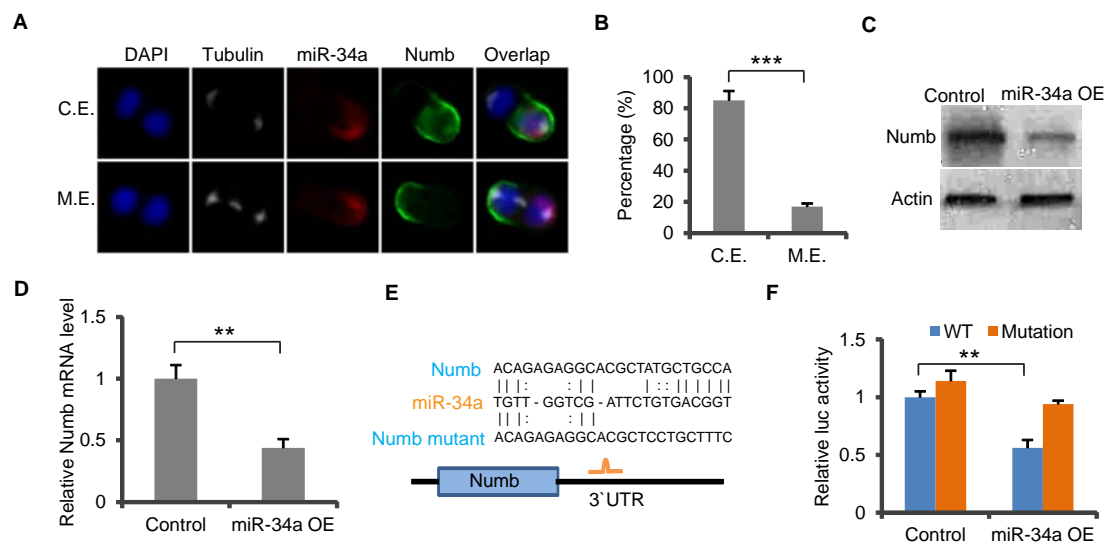 A
DAPI Tubulin miR-34a Numb Overlap
C.E.
M.E.
B
***
Percentage (%)
100
80
60
40
20
0
C.E. M.E.
C
Control miR-34a OE
Numb
Actin
D
**
Relative Numb mRNA level
1.5
1
0.5
0
Control miR-34a OE
E
Numb ACAGAGAGGCACGCTATGCTGCCA
miR-34a TGTT - GGTCG - ATTCTGTGACGGT
Numb mutant ACAGAGAGGCACGCTCCTGCTTTC
Numb
3`UTR
F
WT Mutation
**
Relative luc activity
1.5
1
0.5
0
Control miR-34a OE